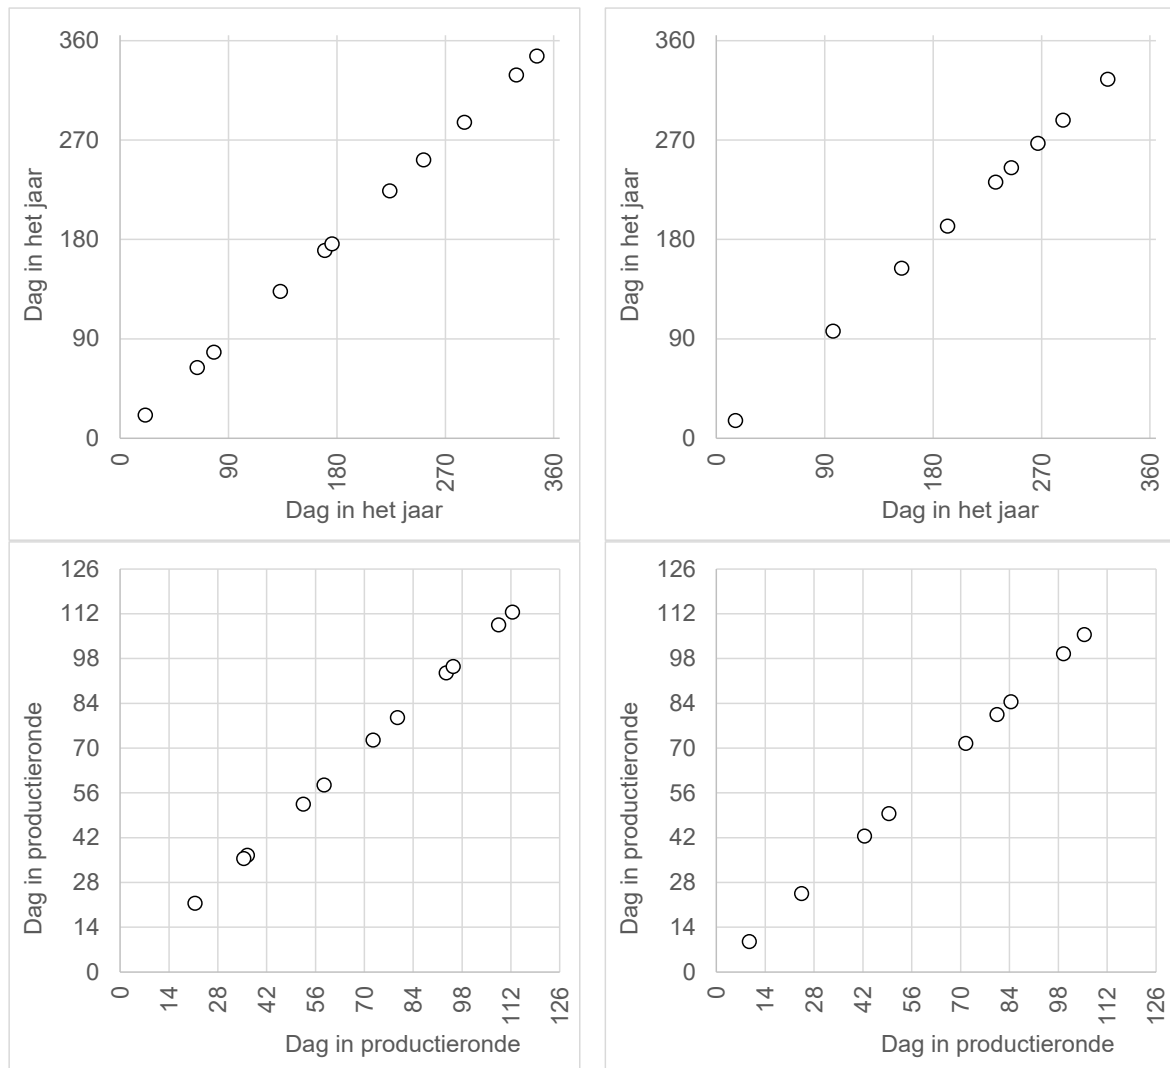 360
270
180
90
0
Dag in het jaar
0 90 180 270 360
Dag in het jaar
360
270
180
90
0
Dag in het jaar
0 90 180 270 360
Dag in het jaar
126
112
98
84
70
56
42
28
14
0
Dag in productieronde
0 14 28 42 56 70 84 98 112 126
Dag in productieronde
126
112
98
84
70
56
42
28
14
0
Dag in productieronde
0 14 28 42 56 70 84 98 112 126
Dag in productieronde